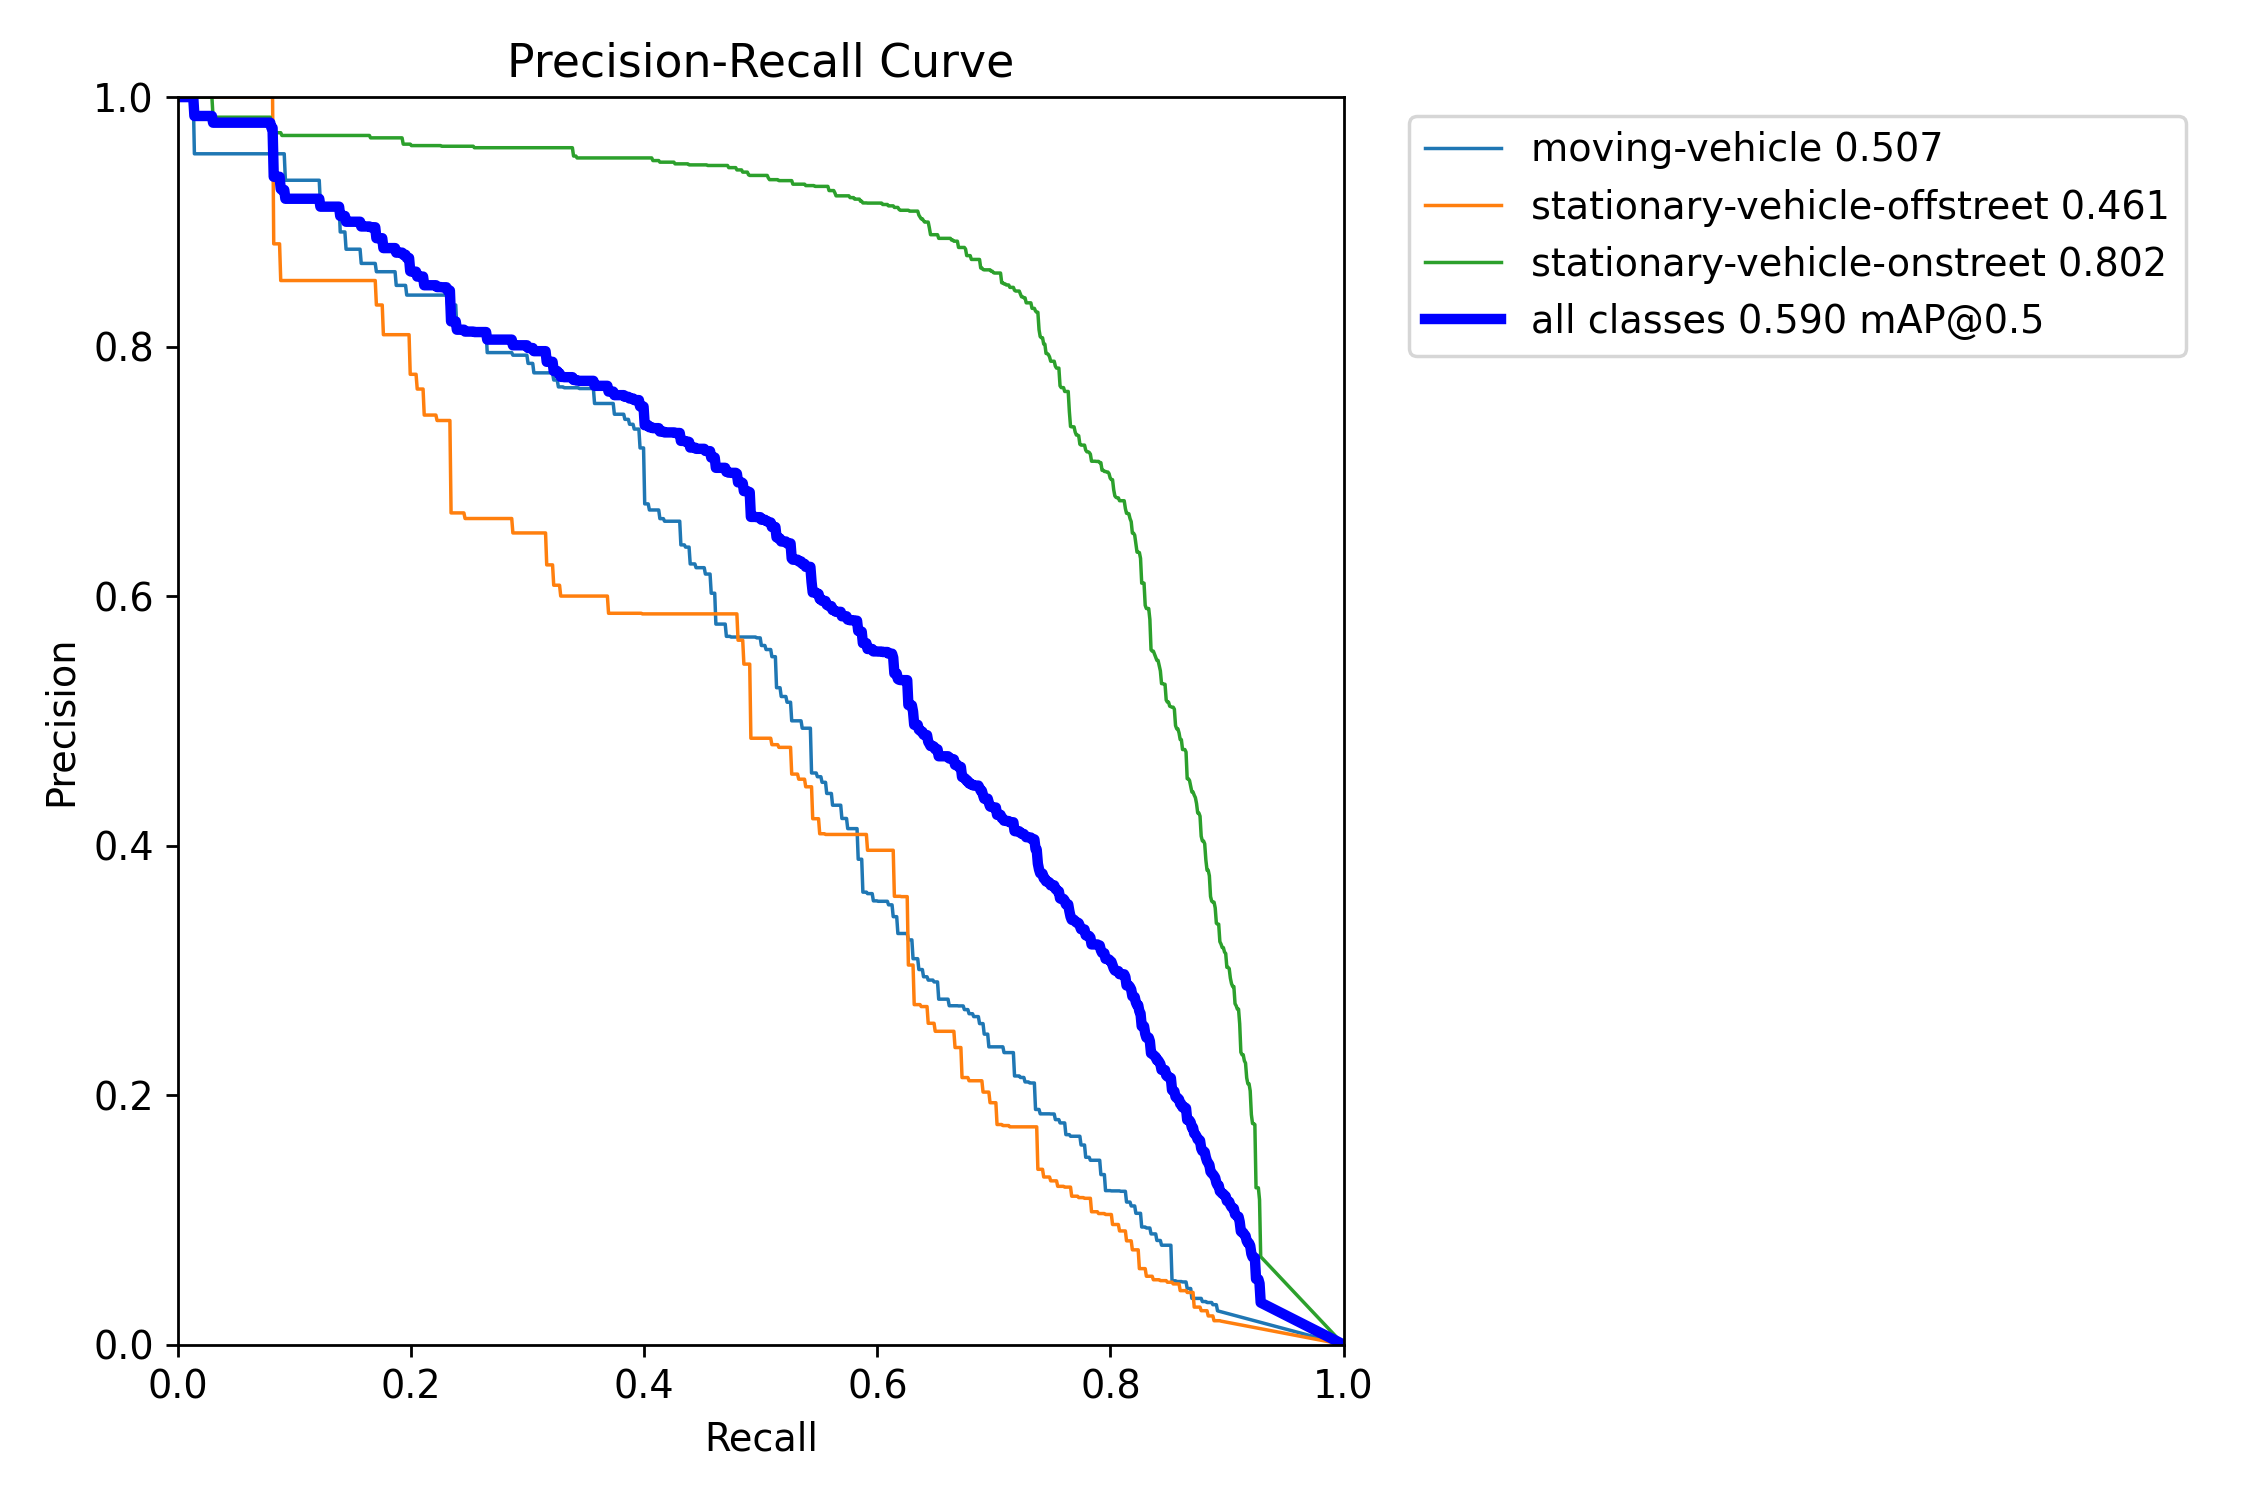 Precision-Recall Curve
1.0
0.8
0.6
0.4
0.2
0.0
Precision
0.0 0.2 0.4 0.6 0.8 1.0
Recall
moving-vehicle 0.507
stationary-vehicle-offstreet 0.461
stationary-vehicle-onstreet 0.802
all classes 0.590 mAP@0.5